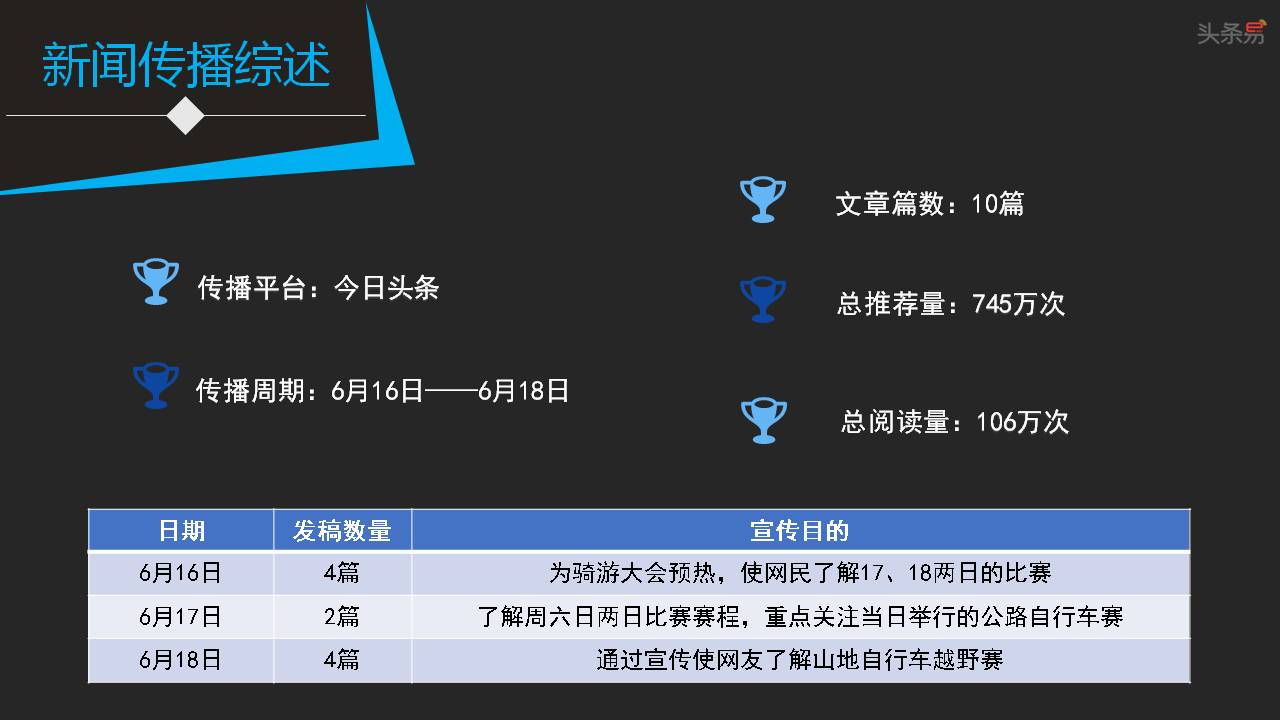 新闻传播综述
头条易
文章篇数：10篇
传播平台：今日头条
总推荐量：745万次
传播周期：6月16日——6月18日
总阅读量：106万次
日期 发稿数量 宣传目的
6月16日 4篇 为骑游大会预热，使网民了解17、18两日的比赛
6月17日 2篇 了解周六日两日比赛赛程，重点关注当日举行的公路自行车赛
6月18日 4篇 通过宣传使网友了解山地自行车越野赛